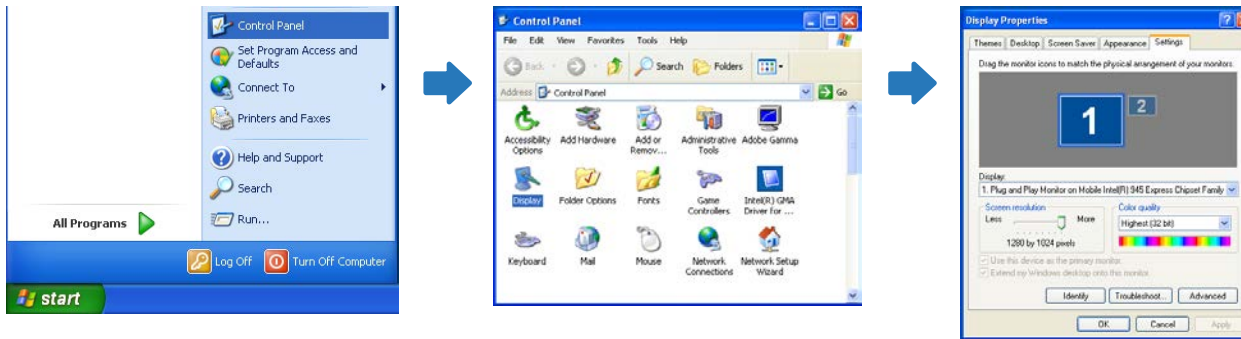 Control Panel
Set Program Access and
Defaults
Connect To
Printers and Faxes
Help and Support
Search
Run...
All Programs
Log Off
Turn Off Computer
start
Control Panel
File Edit View Favorites Tools Help
Back
Search
Folders
Address
Control Panel
Go
Accessibility
Options
Add Hardware
Add or
Remov...
Administrative
Tools
Adobe Gamma
Display
Folder Options
Fonts
Game
Controllers
Intel(R) GMA
Driver for ...
Keyboard
Mail
Mouse
Network
Connections
Network Setup
Wizard
Display Properties
Themes Desktop Screen Saver Appearance Settings
Drag the monitor icons to match the physical arrangement of your monitors.
1
2
Display:
1. Plug and Play Monitor on Mobile Intel(R) 945 Express Chipset Family
Screen resolution
Less
More
1280 by 1024 pixels
Color quality
Highest (32 bit)
Use this device as the primary monitor.
Extend my Windows desktop onto this monitor.
Identify
Troubleshoot...
Advanced
OK
Cancel
Apply